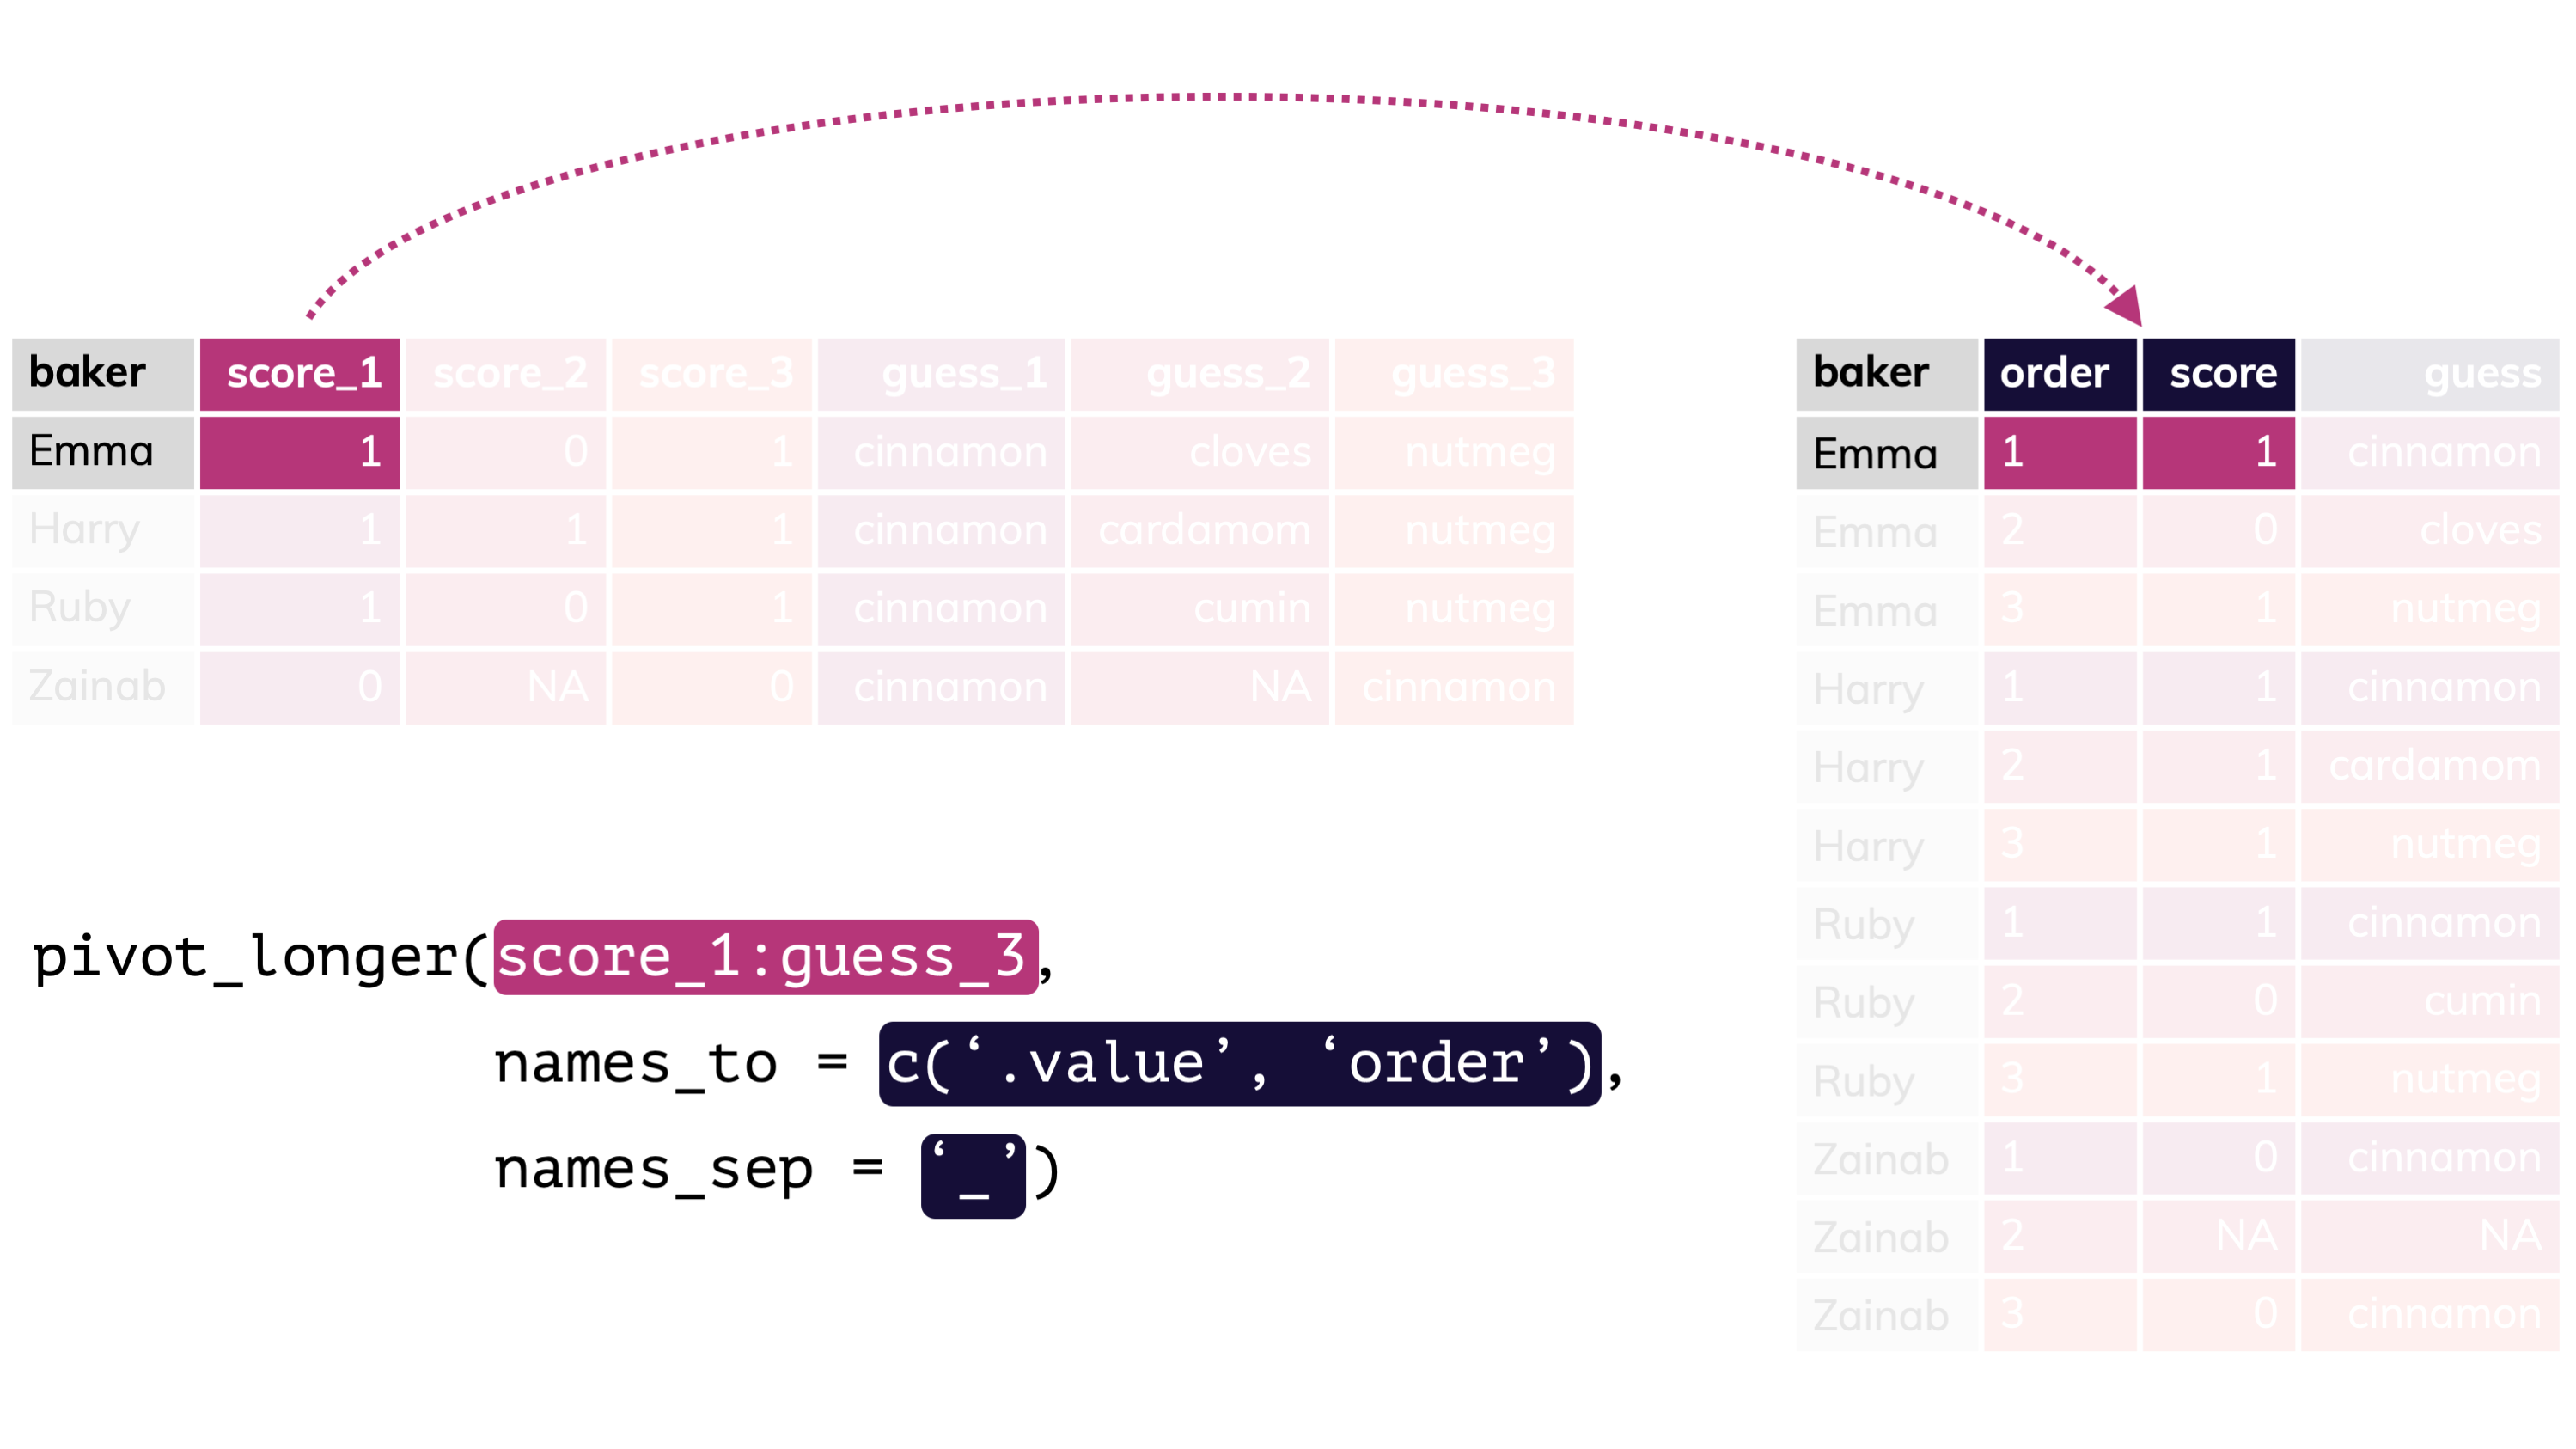 baker score_1 score_2 score_3 guess_1 guess_2 guess_3
Emma 1 0 1 cinnamon cloves nutmeg
Harry 1 1 1 cinnamon cardamom nutmeg
Ruby 1 0 1 cinnamon cumin nutmeg
Zainab 0 NA 0 cinnamon NA cinnamon
pivot_longer(score_1:guess_3,
names_to = c(‘.value’, ‘order’),
names_sep = ‘_’)
baker order score guess
Emma 1 1 cinnamon
Emma 2 0 cloves
Emma 3 1 nutmeg
Harry 1 1 cinnamon
Harry 2 1 cardamom
Harry 3 1 nutmeg
Ruby 1 1 cinnamon
Ruby 2 0 cumin
Ruby 3 1 nutmeg
Zainab 1 0 cinnamon
Zainab 2 NA NA
Zainab 3 0 cinnamon